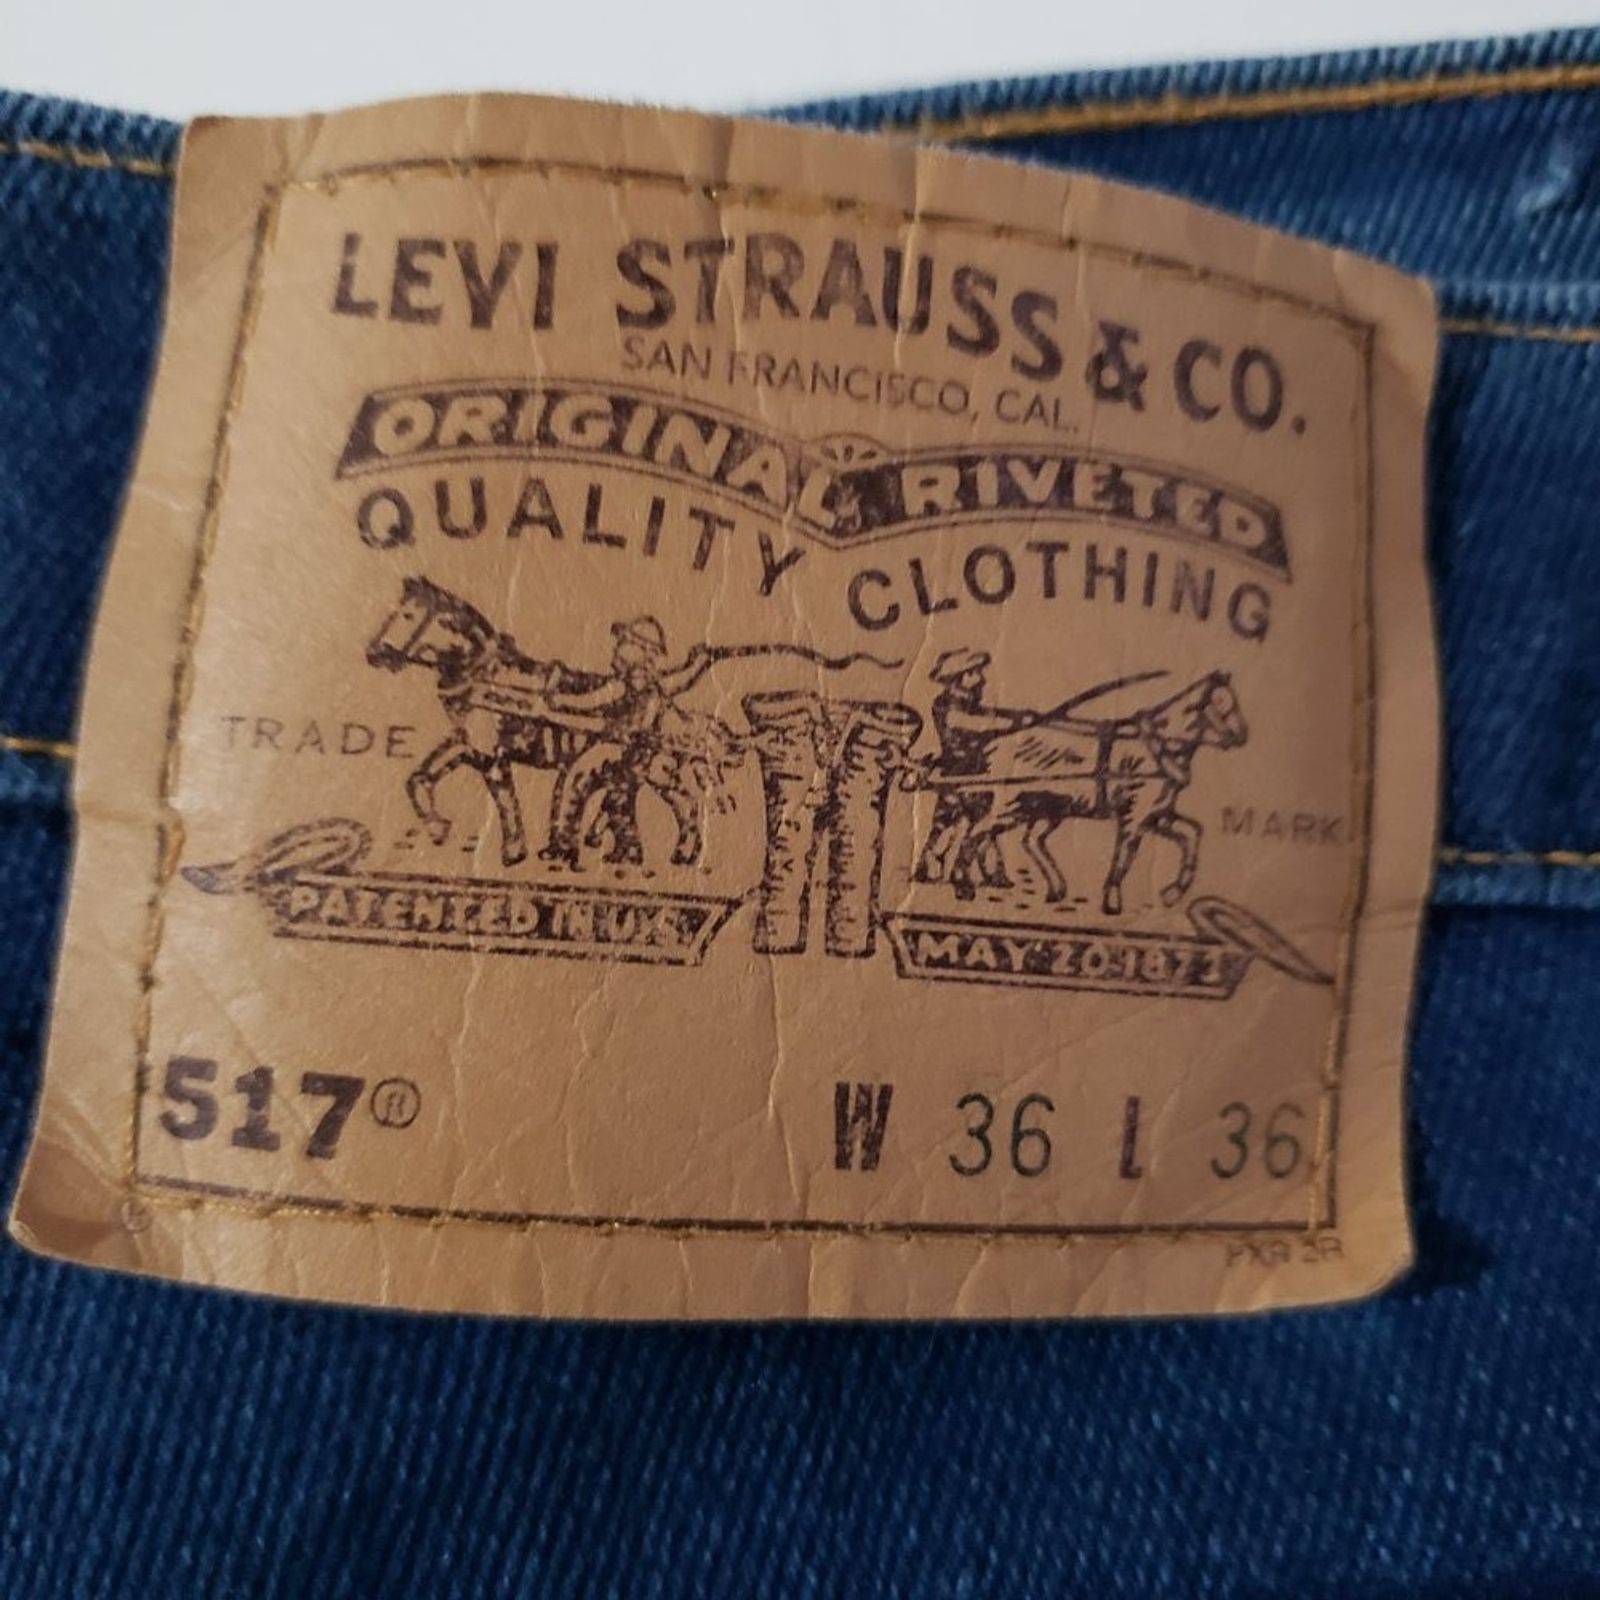 LEVI STRAUSS & CO.
SAN FRANCISCO, CAL.
ORIGINAL RIVETED
QUALITY CLOTHING
TRADE MARK
PATENTED IN U.S. MAY 20 1873
517® W 36 L 36